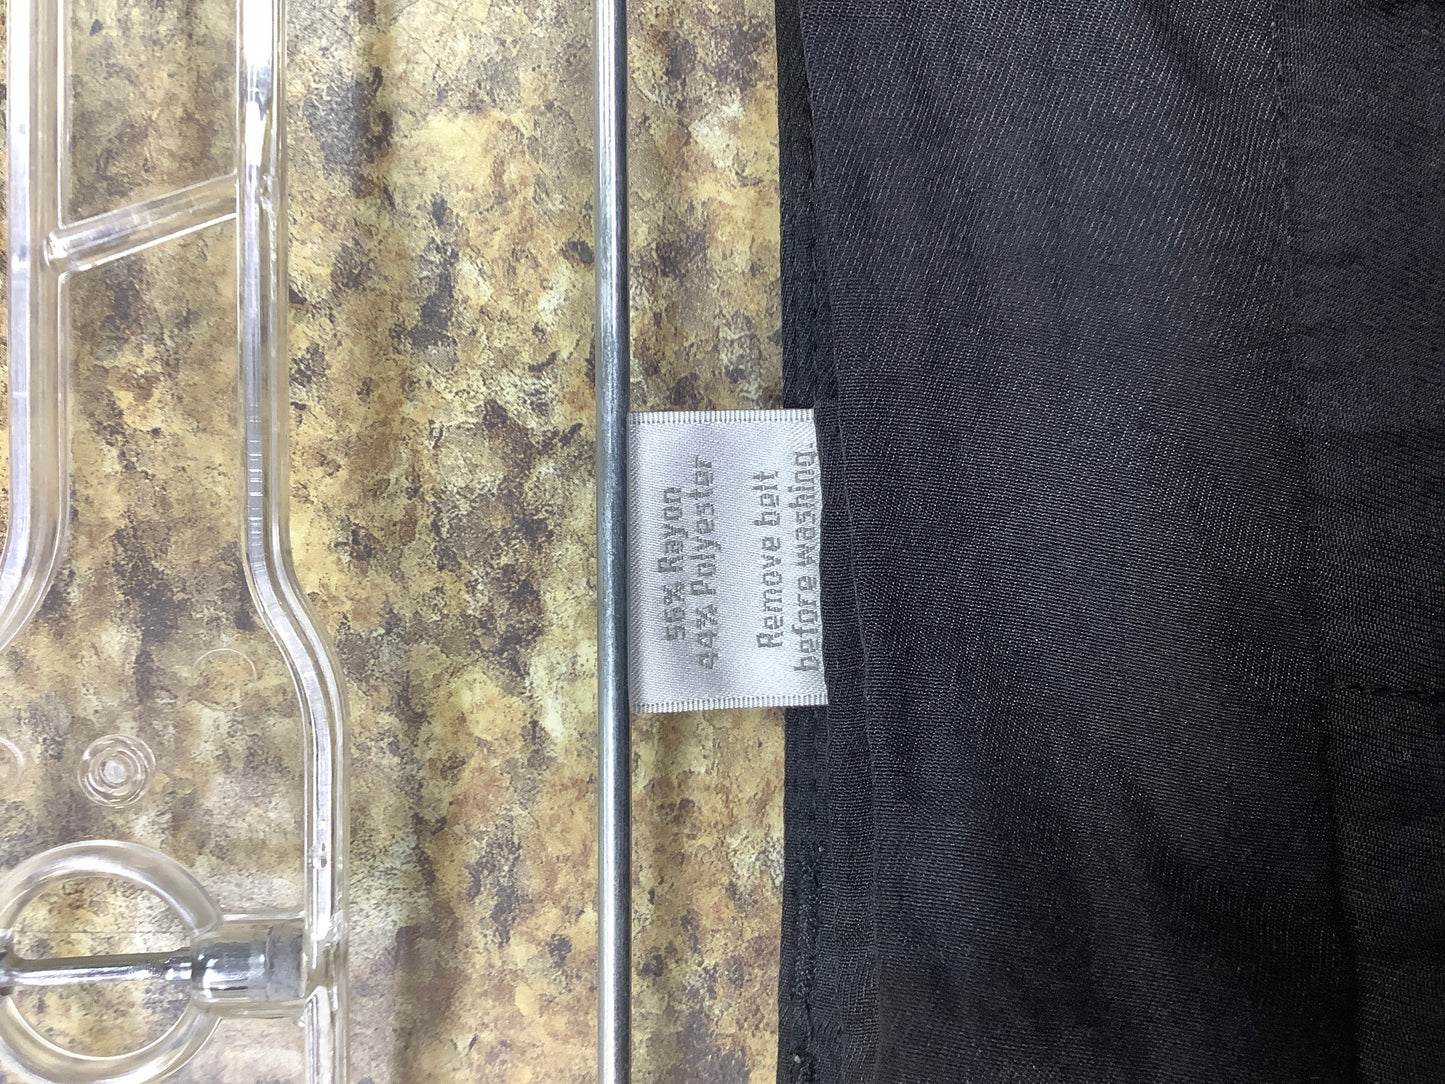 56% Rayon
44% Polyester
Remove belt
before washing.